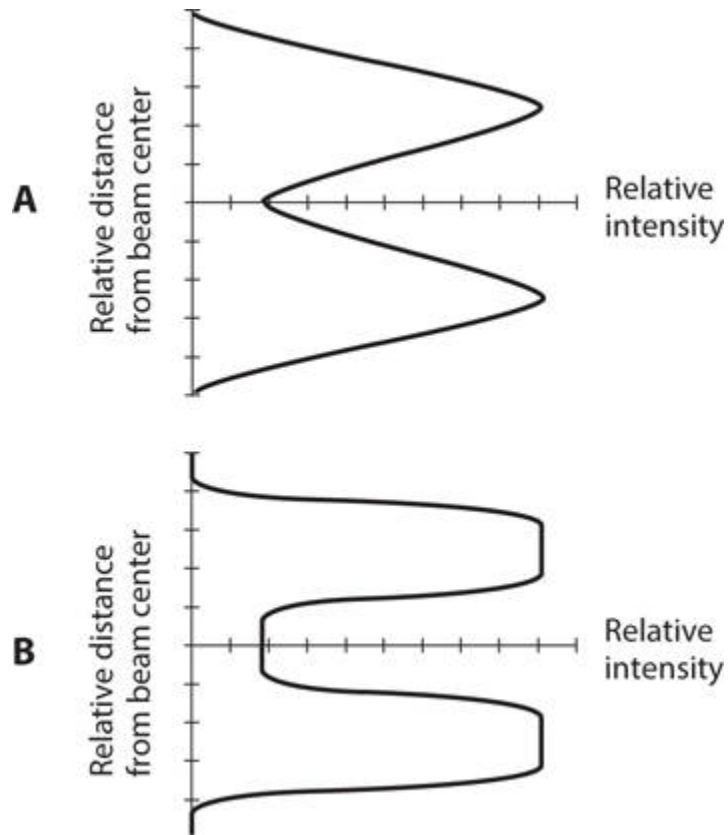 A
Relative distance
from beam center
Relative
intensity
B
Relative distance
from beam center
Relative
intensity